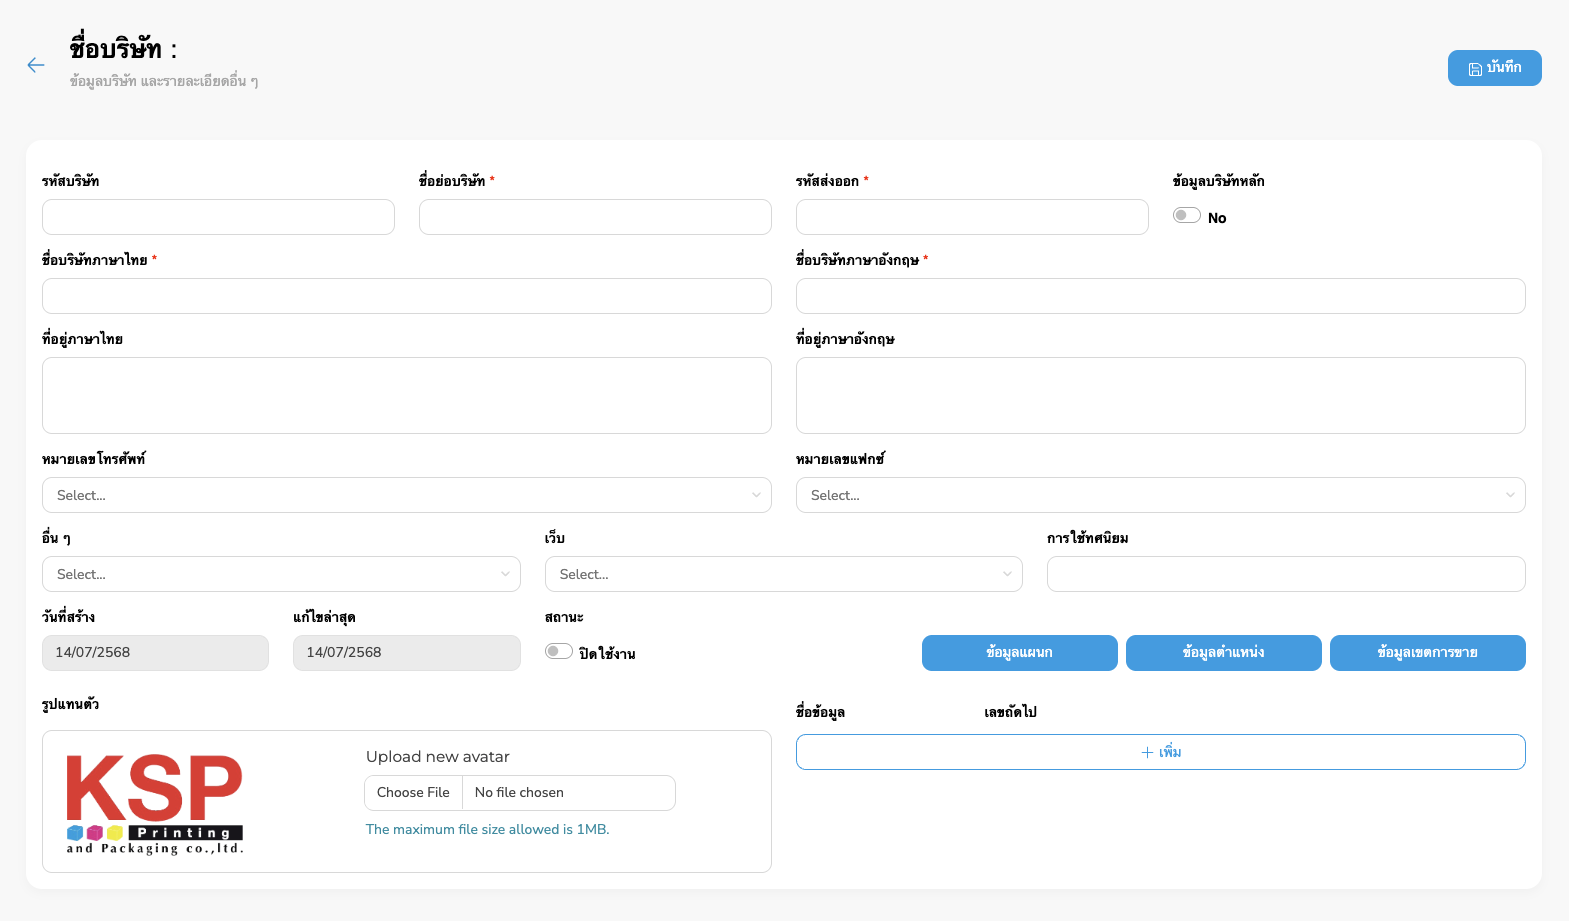 ชื่อบริษัท :
ข้อมูลบริษัท และรายละเอียดอื่น ๆ
บันทึก
รหัสบริษัท
ชื่อย่อบริษัท *
รหัสส่งออก *
ข้อมูลบริษัทหลัก
No
ชื่อบริษัทภาษาไทย *
ชื่อบริษัทภาษาอังกฤษ *
ที่อยู่ภาษาไทย
ที่อยู่ภาษาอังกฤษ
หมายเลขโทรศัพท์
หมายเลขแฟกซ์
Select...
Select...
อื่น ๆ
เว็บ
การใช้ทศนิยม
Select...
Select...
วันที่สร้าง
แก้ไขล่าสุด
สถานะ
14/07/2568
14/07/2568
ปิดใช้งาน
ข้อมูลแผนก
ข้อมูลตำแหน่ง
ข้อมูลเขตการขาย
รูปแทนตัว
ชื่อข้อมูล
เลขถัดไป
เพิ่ม
KSP
Printing
and Packaging co.,ltd.
Upload new avatar
Choose File
No file chosen
The maximum file size allowed is 1MB.